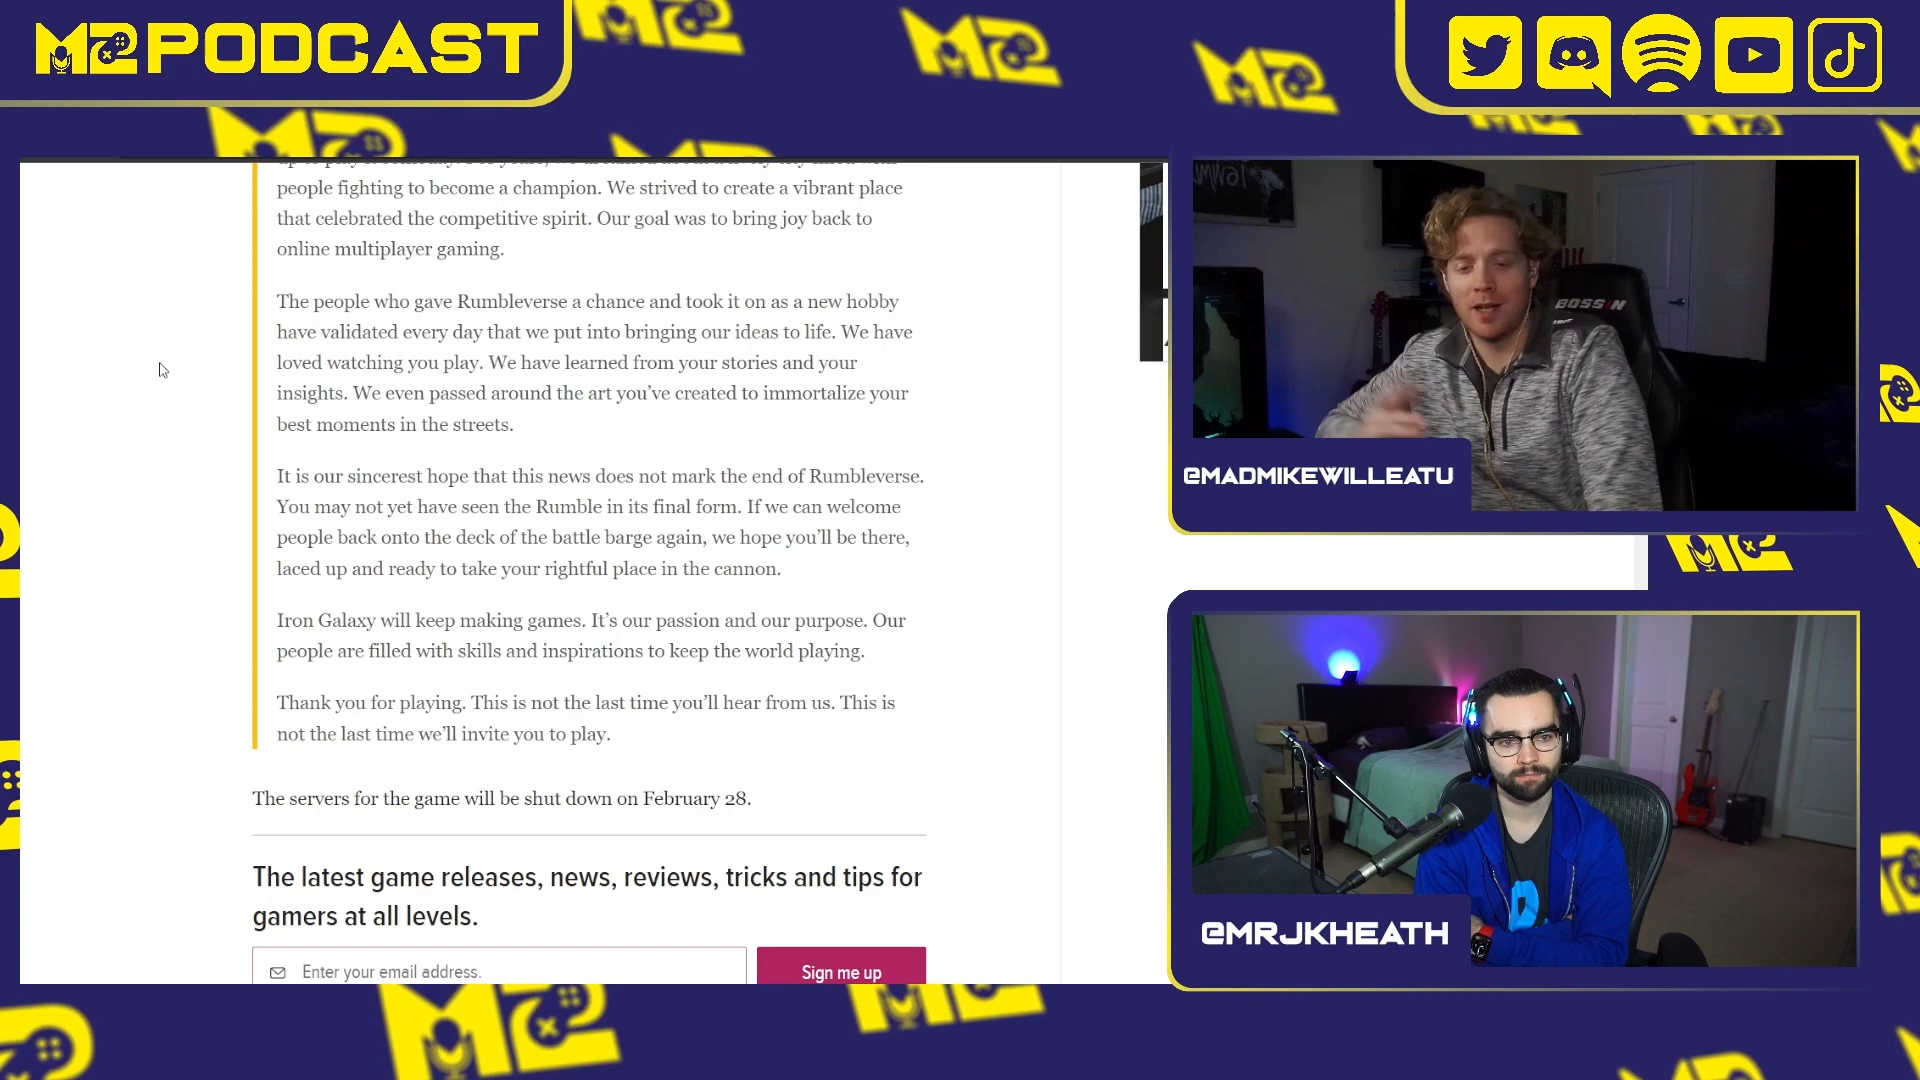 M2PODCAST
people fighting to become a champion. We strived to create a vibrant place
that celebrated the competitive spirit. Our goal was to bring joy back to
online multiplayer gaming.
The people who gave Rumbleverse a chance and took it on as a new hobby
have validated every day that we put into bringing our ideas to life. We have
loved watching you play. We have learned from your stories and your
insights. We even passed around the art you’ve created to immortalize your
best moments in the streets.
It is our sincerest hope that this news does not mark the end of Rumbleverse.
You may not yet have seen the Rumble in its final form. If we can welcome
people back onto the deck of the battle barge again, we hope you’ll be there,
laced up and ready to take your rightful place in the cannon.
Iron Galaxy will keep making games. It’s our passion and our purpose. Our
people are filled with skills and inspirations to keep the world playing.
Thank you for playing. This is not the last time you’ll hear from us. This is
not the last time we’ll invite you to play.
The servers for the game will be shut down on February 28.
The latest game releases, news, reviews, tricks and tips for
gamers at all levels.
Enter your email address.
Sign me up
BOSSIN
@MADMIKEWILLEATU
@MRJKHEATH